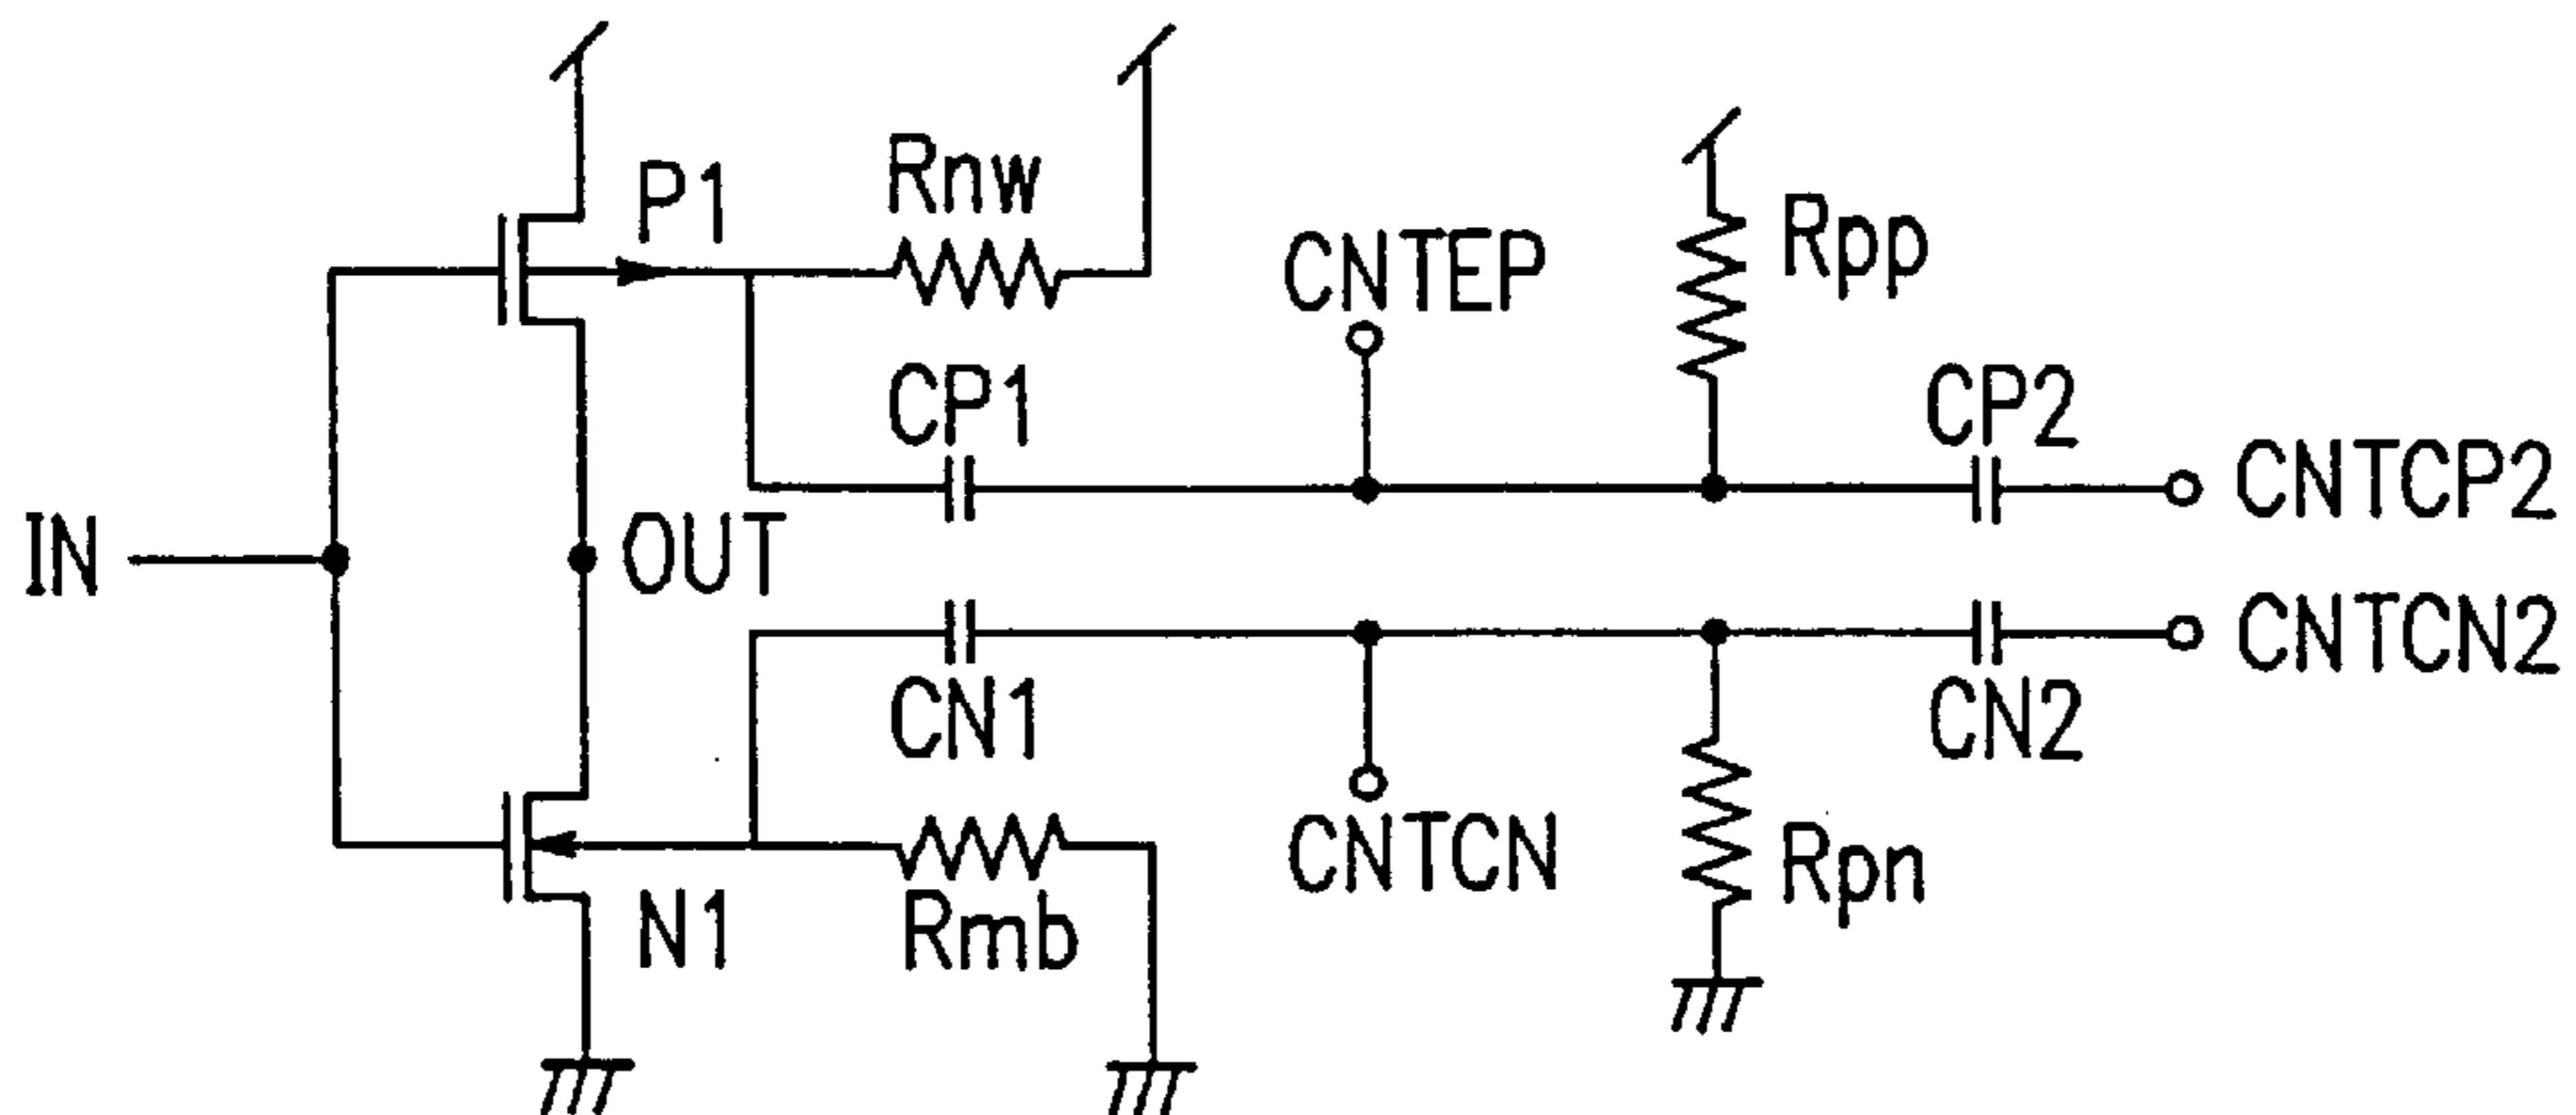 P1
Rnw
CNTEP
Rpp
CP1
CP2
CNTCP2
IN
OUT
CNTCN2
CN1
CN2
CNTCN
Rpn
N1
Rmb